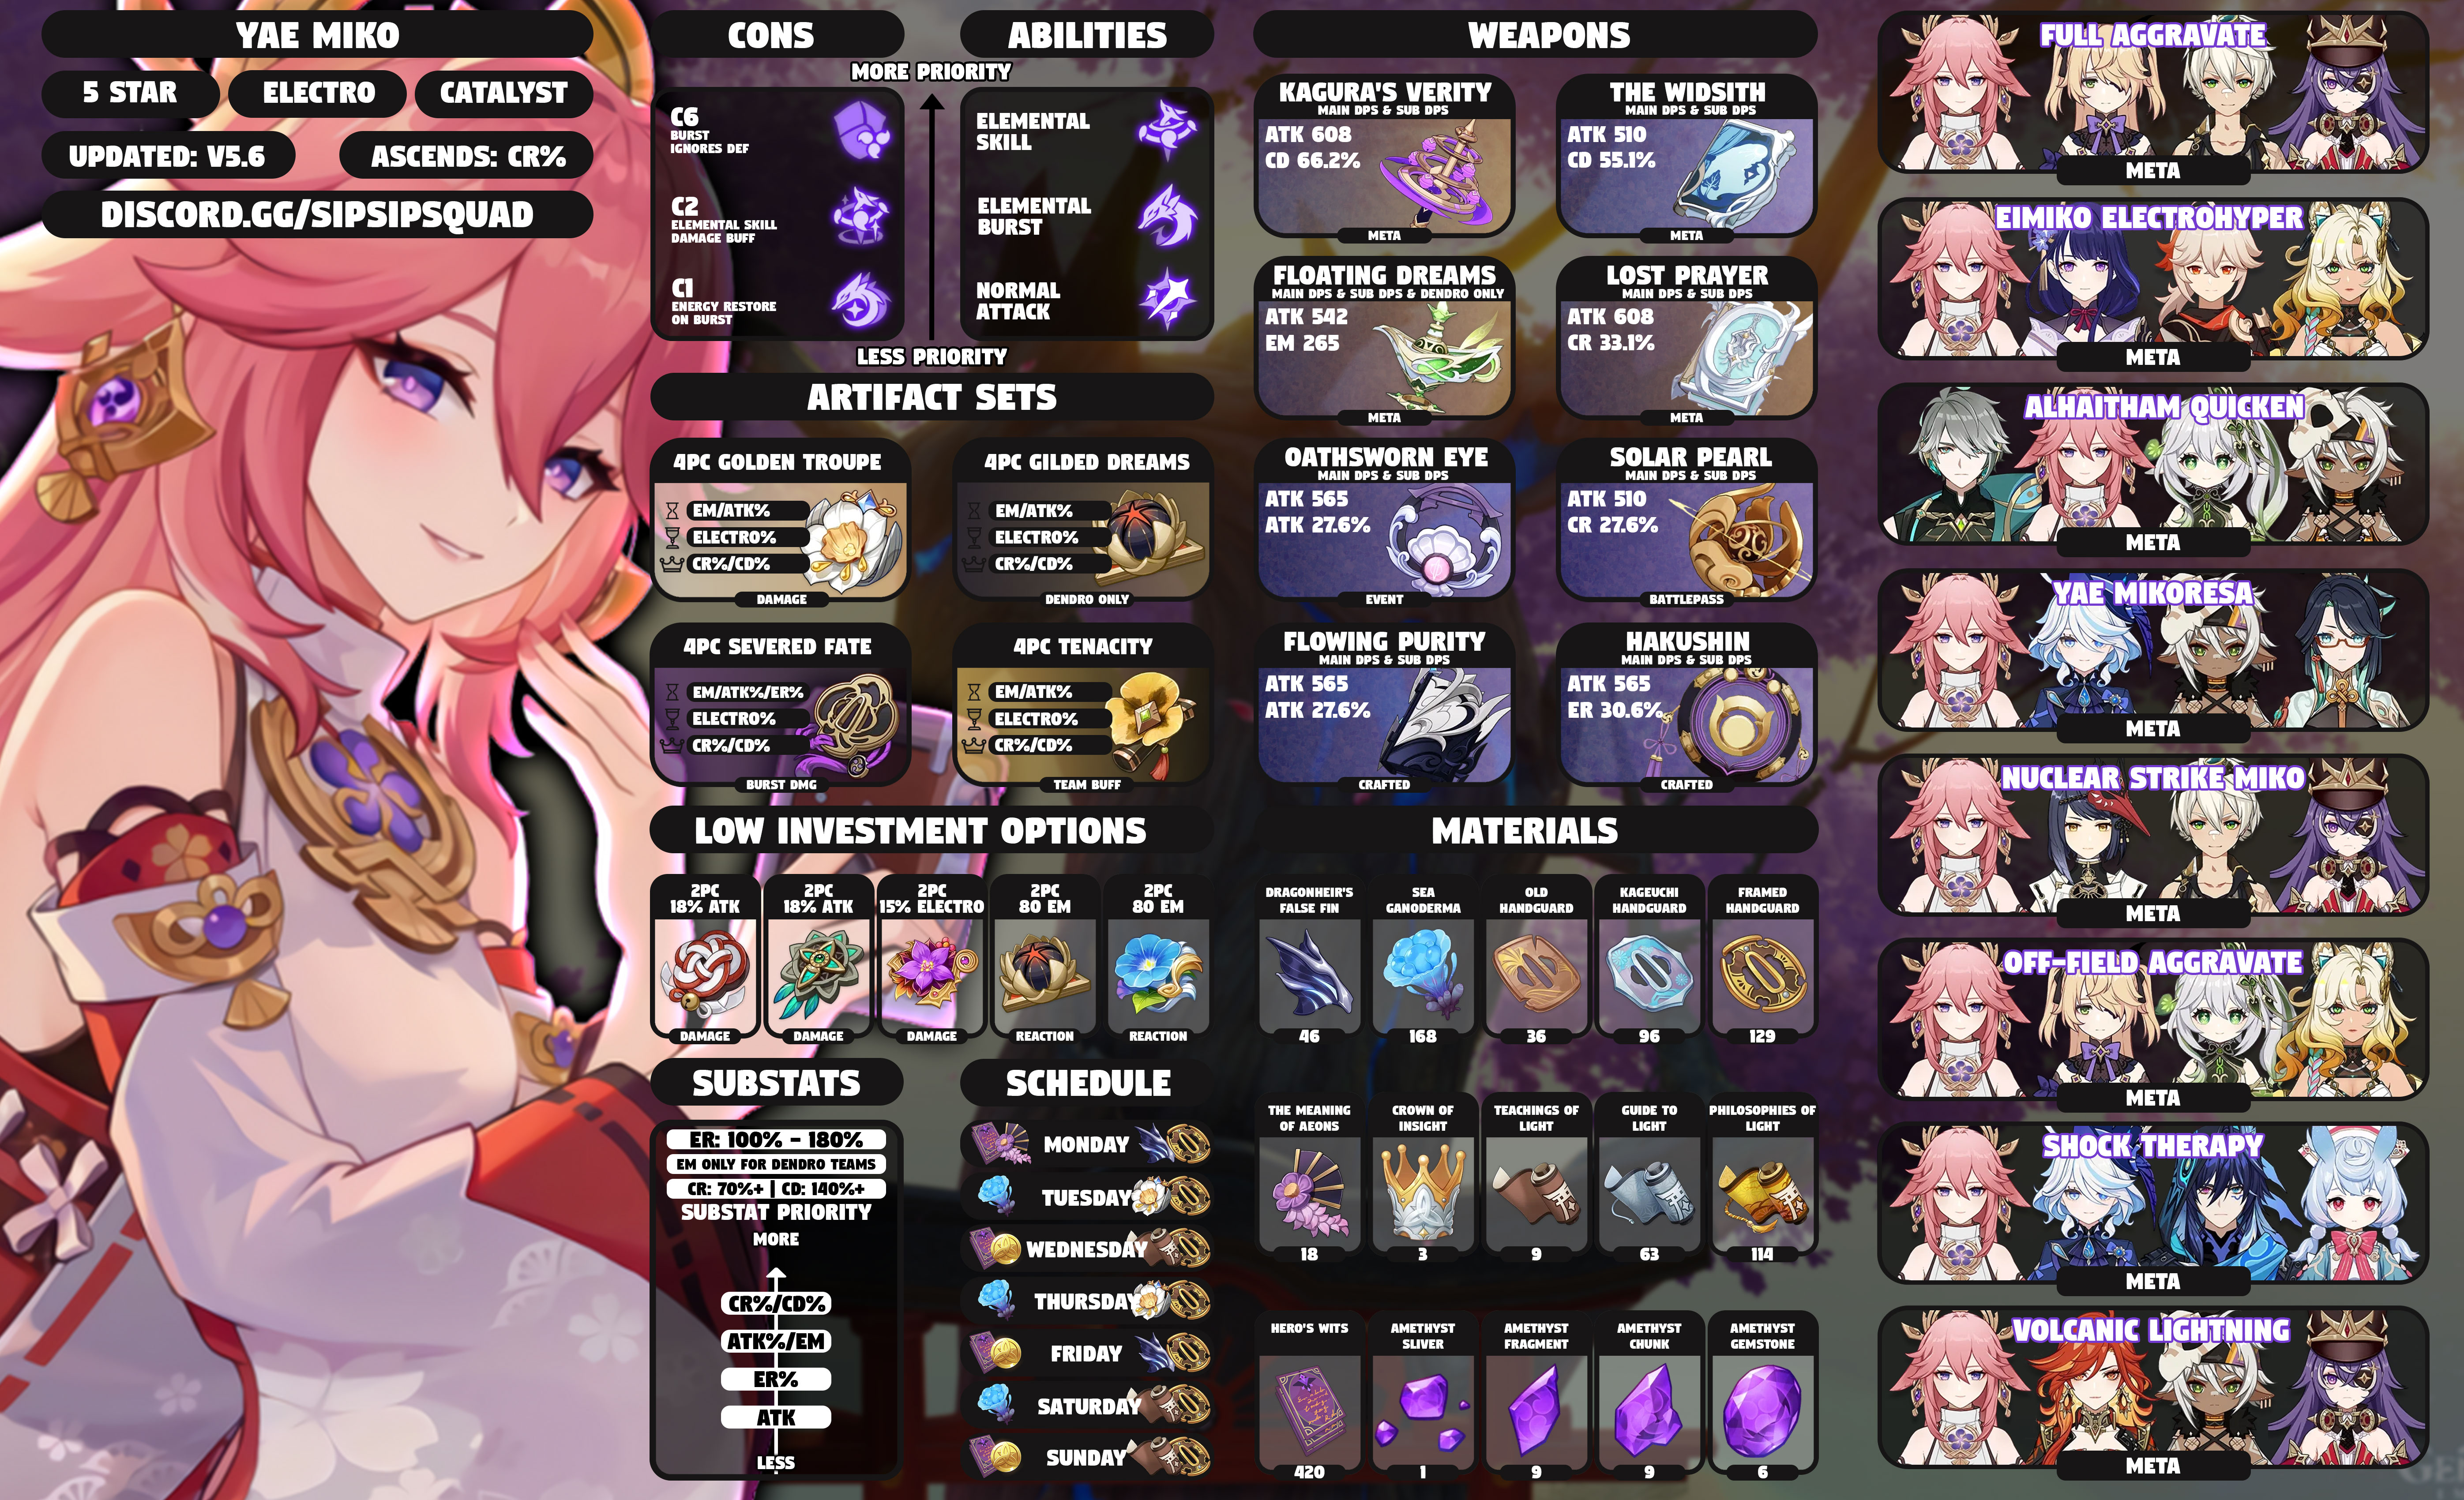 YAE MIKO
5 STAR
ELECTRO
CATALYST
UPDATED: V5.6
ASCENDS: CR%
DISCORD.GG/SIPSIPSQUAD
CONS
ABILITIES
MORE PRIORITY
C6
BURST
IGNORES DEF
C2
ELEMENTAL SKILL
DAMAGE BUFF
C1
ENERGY RESTORE
ON BURST
ELEMENTAL
SKILL
ELEMENTAL
BURST
NORMAL
ATTACK
LESS PRIORITY
ARTIFACT SETS
4PC GOLDEN TROUPE
EM/ATK%
ELECTRO%
CR%/CD%
DAMAGE
4PC GILDED DREAMS
EM/ATK%
ELECTRO%
CR%/CD%
DENDRO ONLY
4PC SEVERED FATE
EM/ATK%/ER%
ELECTRO%
CR%/CD%
BURST DMG
4PC TENACITY
EM/ATK%
ELECTRO%
CR%/CD%
TEAM BUFF
LOW INVESTMENT OPTIONS
2PC
18% ATK
DAMAGE
2PC
18% ATK
DAMAGE
2PC
15% ELECTRO
DAMAGE
2PC
80 EM
REACTION
2PC
80 EM
REACTION
SUBSTATS
ER: 100% - 180%
EM ONLY FOR DENDRO TEAMS
CR: 70%+ | CD: 140%+
SUBSTAT PRIORITY
MORE
CR%/CD%
ATK%/EM
ER%
ATK
LESS
SCHEDULE
MONDAY
TUESDAY
WEDNESDAY
THURSDAY
FRIDAY
SATURDAY
SUNDAY
WEAPONS
KAGURA'S VERITY
MAIN DPS & SUB DPS
ATK 608
CD 66.2%
META
THE WIDSITH
MAIN DPS & SUB DPS
ATK 510
CD 55.1%
META
FLOATING DREAMS
MAIN DPS & SUB DPS & DENDRO ONLY
ATK 542
EM 265
META
LOST PRAYER
MAIN DPS & SUB DPS
ATK 608
CR 33.1%
META
OATHSWORN EYE
MAIN DPS & SUB DPS
ATK 565
ATK 27.6%
EVENT
SOLAR PEARL
MAIN DPS & SUB DPS
ATK 510
CR 27.6%
BATTLEPASS
FLOWING PURITY
MAIN DPS & SUB DPS
ATK 565
ATK 27.6%
CRAFTED
HAKUSHIN
MAIN DPS & SUB DPS
ATK 565
ER 30.6%
CRAFTED
MATERIALS
DRAGONHEIR'S
FALSE FIN
46
SEA
GANODERMA
168
OLD
HANDGUARD
36
KAGEUCHI
HANDGUARD
96
FRAMED
HANDGUARD
129
THE MEANING
OF AEONS
18
CROWN OF
INSIGHT
3
TEACHINGS OF
LIGHT
9
GUIDE TO
LIGHT
63
PHILOSOPHIES OF
LIGHT
114
HERO'S WITS
420
AMETHYST
SLIVER
1
AMETHYST
FRAGMENT
9
AMETHYST
CHUNK
9
AMETHYST
GEMSTONE
6
FULL AGGRAVATE
META
EIMIKO ELECTROHYPER
META
ALHAITHAM QUICKEN
META
YAE MIKORESA
META
NUCLEAR STRIKE MIKO
META
OFF-FIELD AGGRAVATE
META
SHOCK THERAPY
META
VOLCANIC LIGHTNING
META